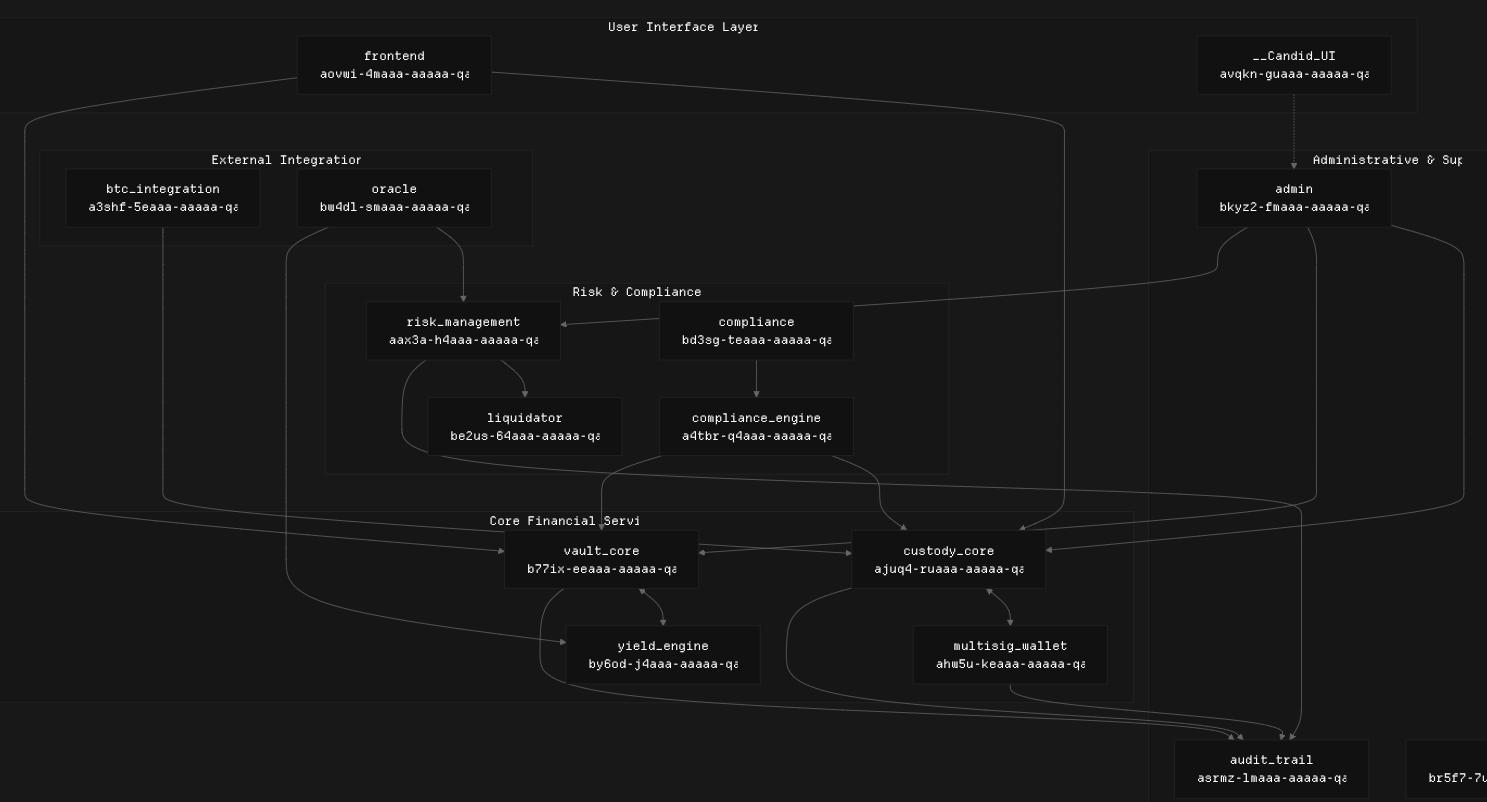 User Interface Layer
frontend
aovwi-4maaa-aaaaa-qa
__Candid_UI
avqkn-guaaa-aaaaa-qa
External Integration
Administrative & Sup
btc_integration
a3shf-5eaaa-aaaaa-qa
oracle
bw4dl-smaaa-aaaaa-qa
admin
bkyz2-fmaaa-aaaaa-qa
Risk & Compliance
risk_management
aax3a-h4aaa-aaaaa-qa
compliance
bd3sg-teaaa-aaaaa-qa
liquidator
be2us-64aaa-aaaaa-qa
compliance_engine
a4tbr-q4aaa-aaaaa-qa
Core Financial Servi
vault_core
b77ix-eeaaa-aaaaa-qa
custody_core
ajuq4-ruaaa-aaaaa-qa
yield_engine
by6od-j4aaa-aaaaa-qa
multisig_wallet
ahw5u-keaaa-aaaaa-qa
audit_trail
asrmz-lmaaa-aaaaa-qa
br5f7-7u